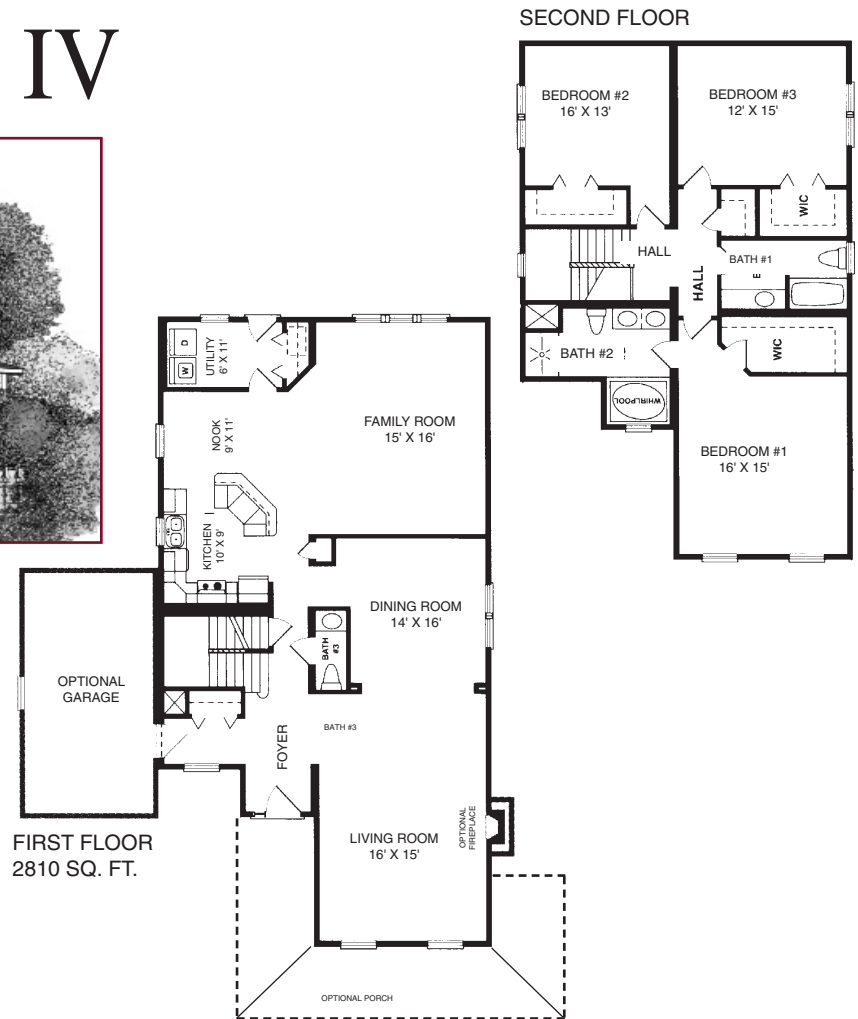 IV
SECOND FLOOR
BEDROOM #2
16' X 13'
BEDROOM #3
12' X 15'
WIC
HALL
HALL
BATH #1
E
BATH #2
WHIRLPOOL
WIC
BEDROOM #1
16' X 15'
D
W
UTILITY
6' X 11'
NOOK
9' X 11'
FAMILY ROOM
15' X 16'
KITCHEN
10' X 9'
DINING ROOM
14' X 16'
BATH
#3
OPTIONAL
GARAGE
BATH #3
FOYER
LIVING ROOM
16' X 15'
OPTIONAL
FIREPLACE
FIRST FLOOR
2810 SQ. FT.
OPTIONAL PORCH